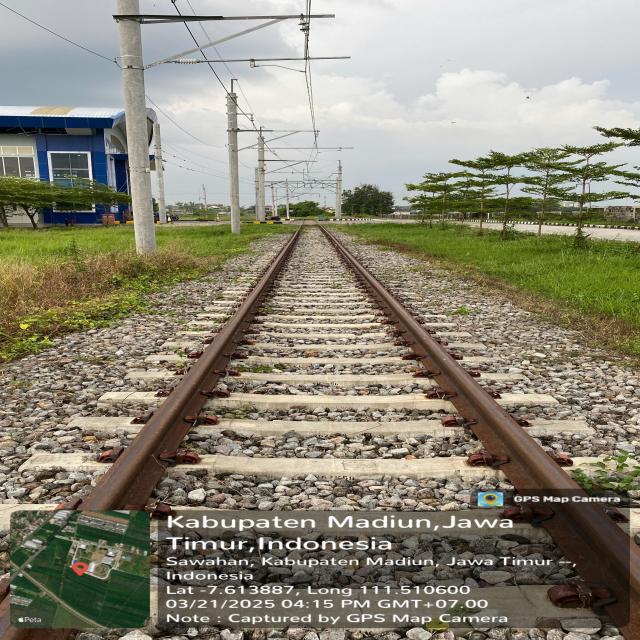 GPS Map Camera
Kabupaten Madiun,Jawa
Timur,Indonesia
Sawahan, Kabupaten Madiun, Jawa Timur --,
Indonesia
Lat -7.613887, Long 111.510600
03/21/2025 04:15 PM GMT+07.00
Note : Captured by GPS Map Camera
Peta